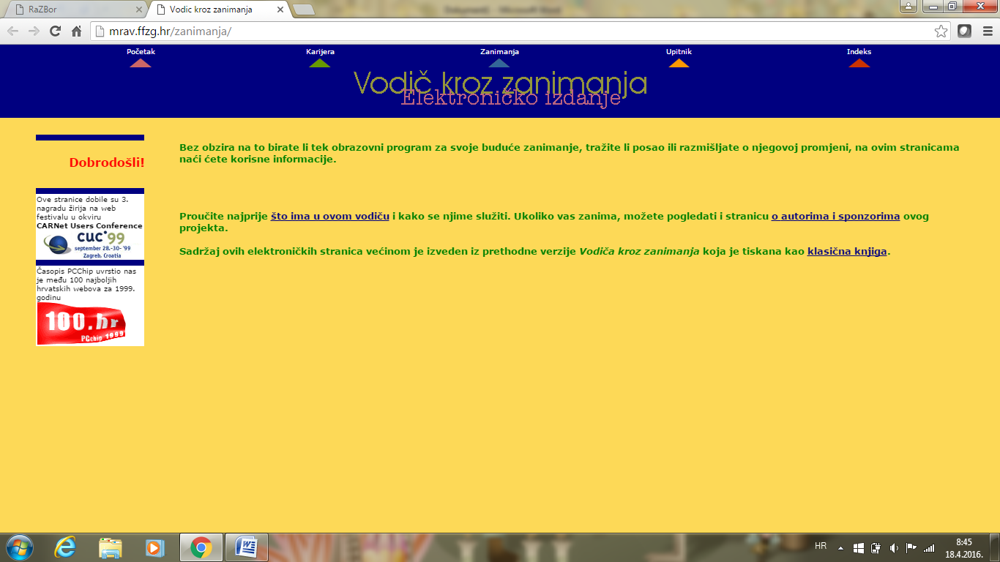 RaZBor
Vodic kroz zanimanja
mrav.ffzg.hr/zanimanja/
Početak
Karijera
Zanimanja
Upitnik
Indeks
Vodič kroz zanimanja
Elektroničko izdanje
Dobrodošli!
Ove stranice dobile su 3.
nagradu žirija na web
festivalu u okviru
CARNet Users Conference
cuc'99
september 28.-30- '99
Zagreb, Croatia
Časopis PCChip uvrstio nas
je među 100 najboljih
hrvatskih webova za 1999.
godinu
100.hr
PCchip 1999
Bez obzira na to birate li tek obrazovni program za svoje buduće zanimanje, tražite li posao ili razmišljate o njegovoj promjeni, na ovim stranicama
naći ćete korisne informacije.
Proučite najprije što ima u ovom vodiču i kako se njime služiti. Ukoliko vas zanima, možete pogledati i stranicu o autorima i sponzorima ovog
projekta.
Sadržaj ovih elektroničkih stranica većinom je izveden iz prethodne verzije Vodiča kroz zanimanja koja je tiskana kao klasična knjiga.
HR
8:45
18.4.2016.